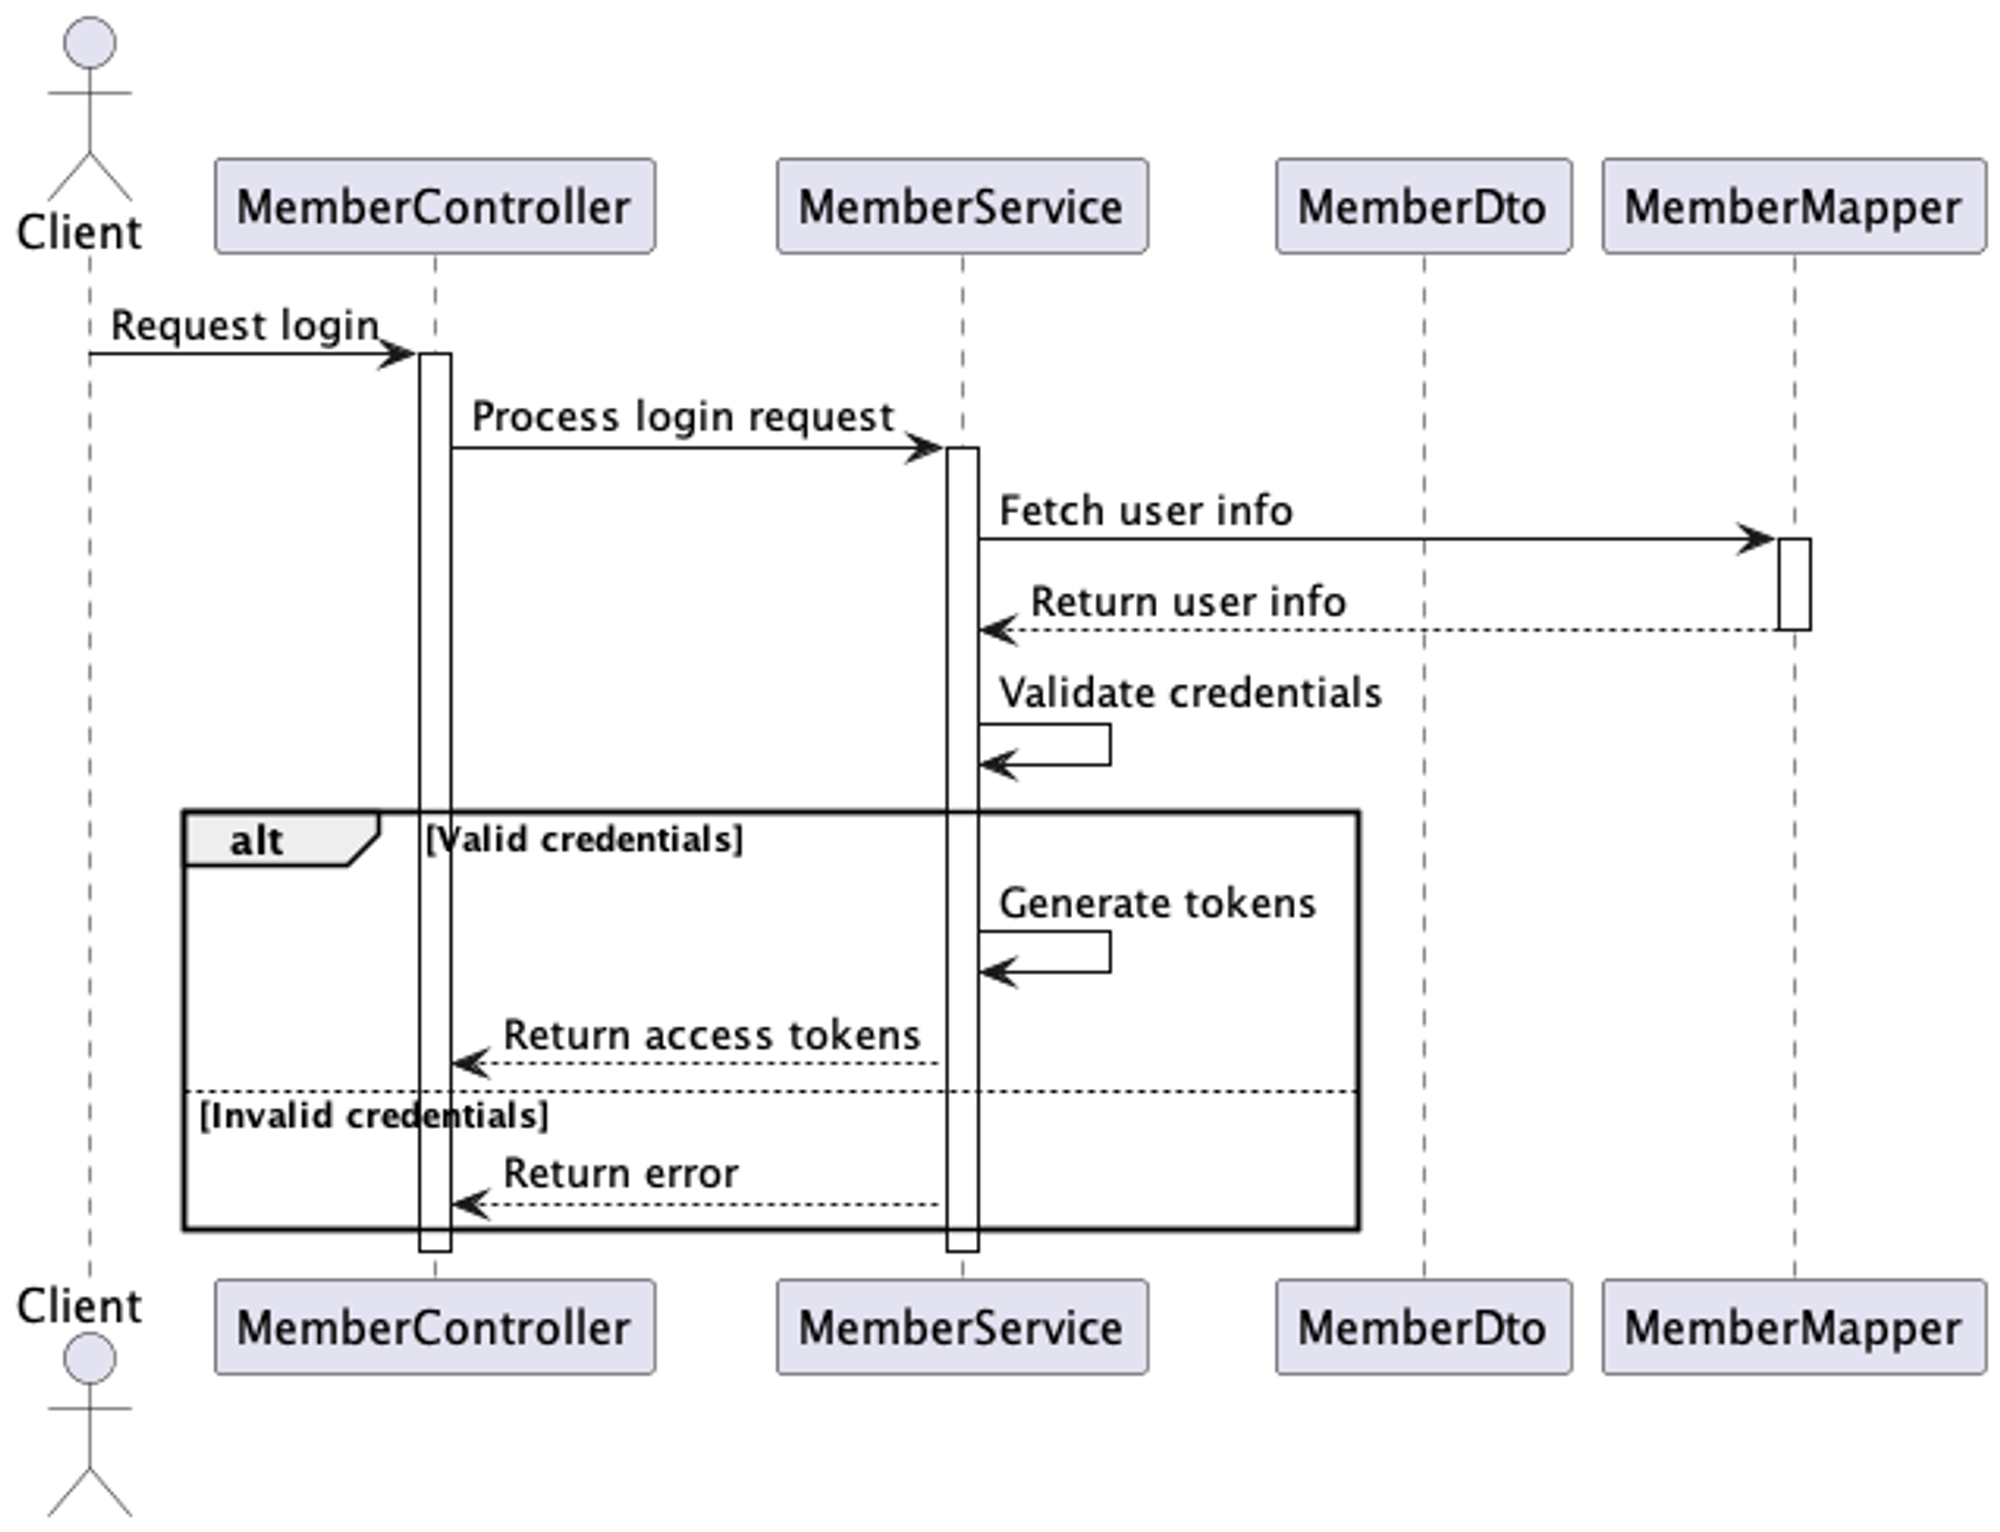 Client
MemberController
MemberService
MemberDto
MemberMapper
Request login
Process login request
Fetch user info
Return user info
Validate credentials
alt
[Valid credentials]
Generate tokens
Return access tokens
[Invalid credentials]
Return error
Client
MemberController
MemberService
MemberDto
MemberMapper